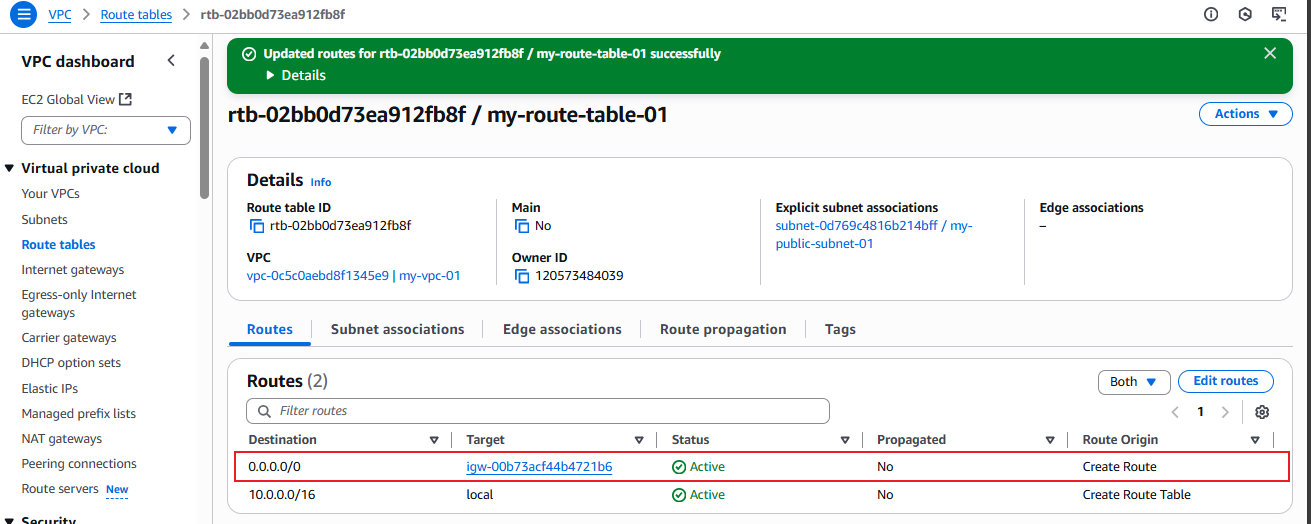 VPC > Route tables > rtb-02bb0d73ea912fb8f
VPC dashboard
EC2 Global View
Filter by VPC:
Virtual private cloud
Your VPCs
Subnets
Route tables
Internet gateways
Egress-only Internet
gateways
Carrier gateways
DHCP option sets
Elastic IPs
Managed prefix lists
NAT gateways
Peering connections
Route servers New
Security
Updated routes for rtb-02bb0d73ea912fb8f / my-route-table-01 successfully
Details
rtb-02bb0d73ea912fb8f / my-route-table-01
Actions
Details Info
Route table ID
rtb-02bb0d73ea912fb8f
Main
No
Explicit subnet associations
subnet-0d769c4816b214bff / my-
public-subnet-01
Edge associations
–
VPC
vpc-0c5c0aebd8f1345e9 | my-vpc-01
Owner ID
120573484039
Routes Subnet associations Edge associations Route propagation Tags
Routes (2)
Both Edit routes
Filter routes
1
Destination Target Status Propagated Route Origin
0.0.0.0/0 igw-00b73acf44b4721b6 Active No Create Route
10.0.0.0/16 local Active No Create Route Table